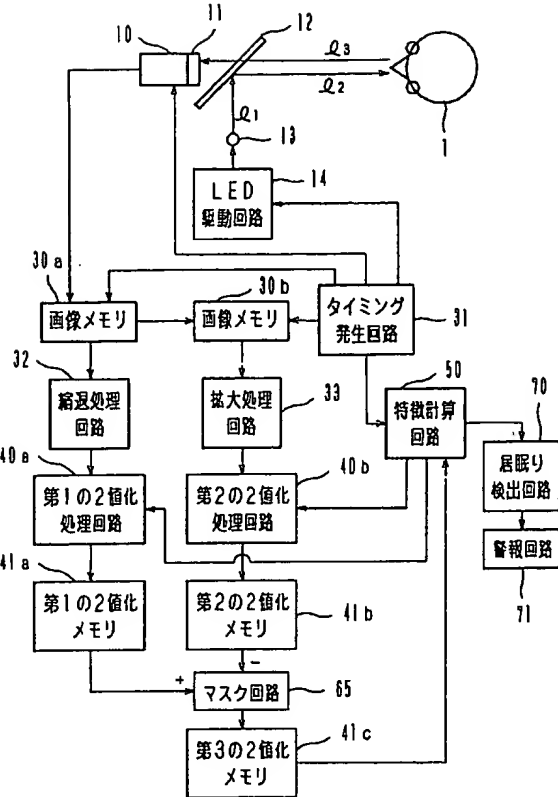 10
11
12
ℓ3
ℓ2
ℓ1
1
13
14
LED
駆動回路
30a
30b
画像メモリ
画像メモリ
タイミング
発生回路
31
32
縮退処理
回路
拡大処理
回路
33
50
特徴計算
回路
70
居眠り
検出回路
40a
第1の2値化
処理回路
第2の2値化
処理回路
40b
警報回路
71
41a
第1の2値化
メモリ
第2の2値化
メモリ
41b
+
−
マスク回路
65
第3の2値化
メモリ
41c